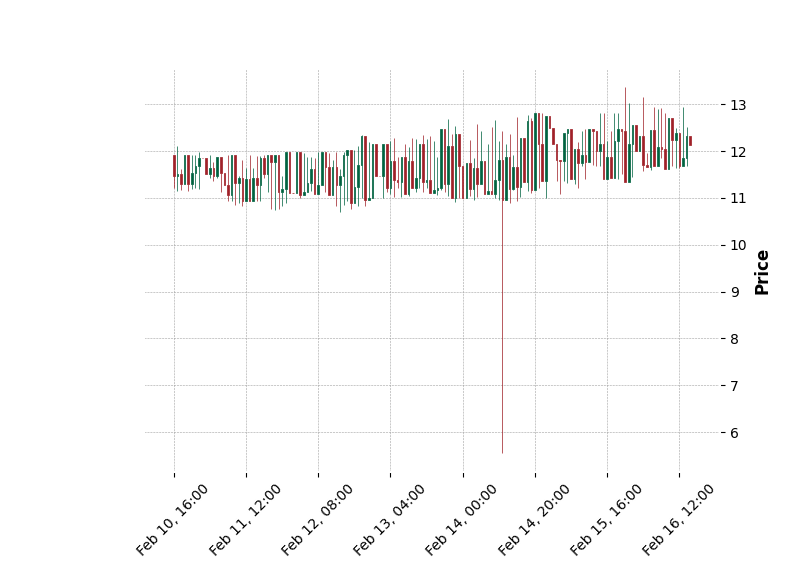 13
12
11
10
9
8
7
6
Price
Feb 10, 16:00
Feb 11, 12:00
Feb 12, 08:00
Feb 13, 04:00
Feb 14, 00:00
Feb 14, 20:00
Feb 15, 16:00
Feb 16, 12:00